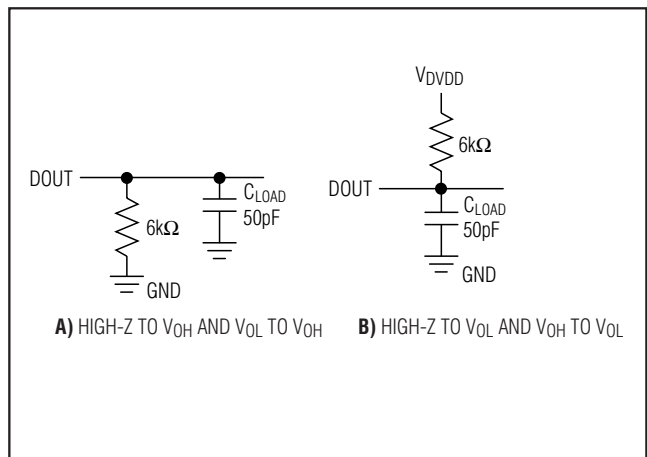 DOUT
6kΩ
GND
CLOAD
50pF
A) HIGH-Z TO VOH AND VOL TO VOH
VDVDD
6kΩ
DOUT
CLOAD
50pF
GND
B) HIGH-Z TO VOL AND VOH TO VOL